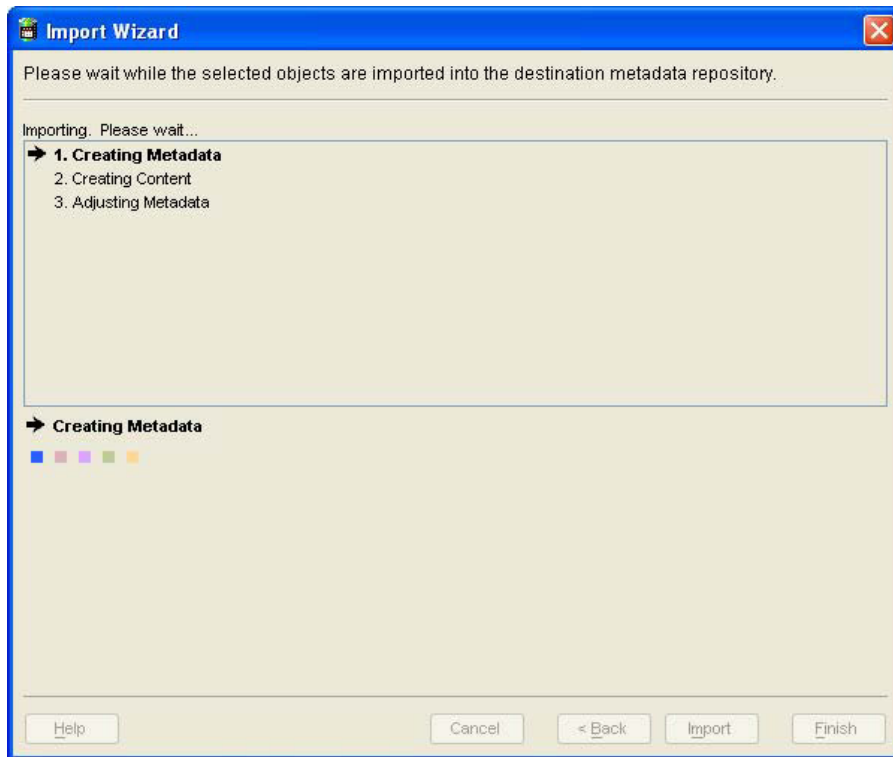 Import Wizard
Please wait while the selected objects are imported into the destination metadata repository.
Importing. Please wait...
1. Creating Metadata
2. Creating Content
3. Adjusting Metadata
Creating Metadata
Help Cancel < Back Import Finish